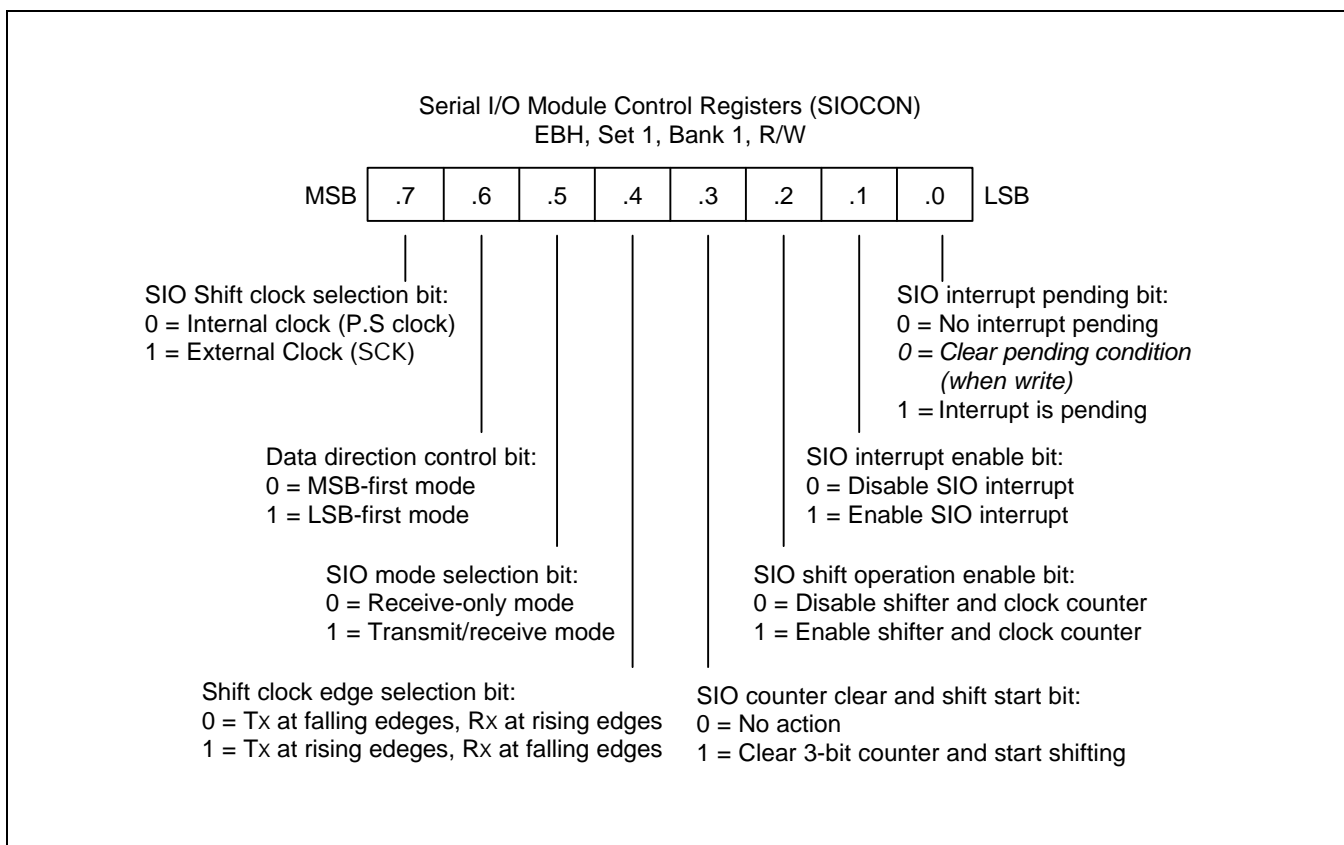 Serial I/O Module Control Registers (SIOCON)
EBH, Set 1, Bank 1, R/W
MSB .7 .6 .5 .4 .3 .2 .1 .0 LSB
SIO Shift clock selection bit:
0 = Internal clock (P.S clock)
1 = External Clock (SCK)
SIO interrupt pending bit:
0 = No interrupt pending
0 = Clear pending condition
(when write)
1 = Interrupt is pending
Data direction control bit:
0 = MSB-first mode
1 = LSB-first mode
SIO interrupt enable bit:
0 = Disable SIO interrupt
1 = Enable SIO interrupt
SIO mode selection bit:
0 = Receive-only mode
1 = Transmit/receive mode
SIO shift operation enable bit:
0 = Disable shifter and clock counter
1 = Enable shifter and clock counter
Shift clock edge selection bit:
0 = Tx at falling edeges, Rx at rising edges
1 = Tx at rising edeges, Rx at falling edges
SIO counter clear and shift start bit:
0 = No action
1 = Clear 3-bit counter and start shifting